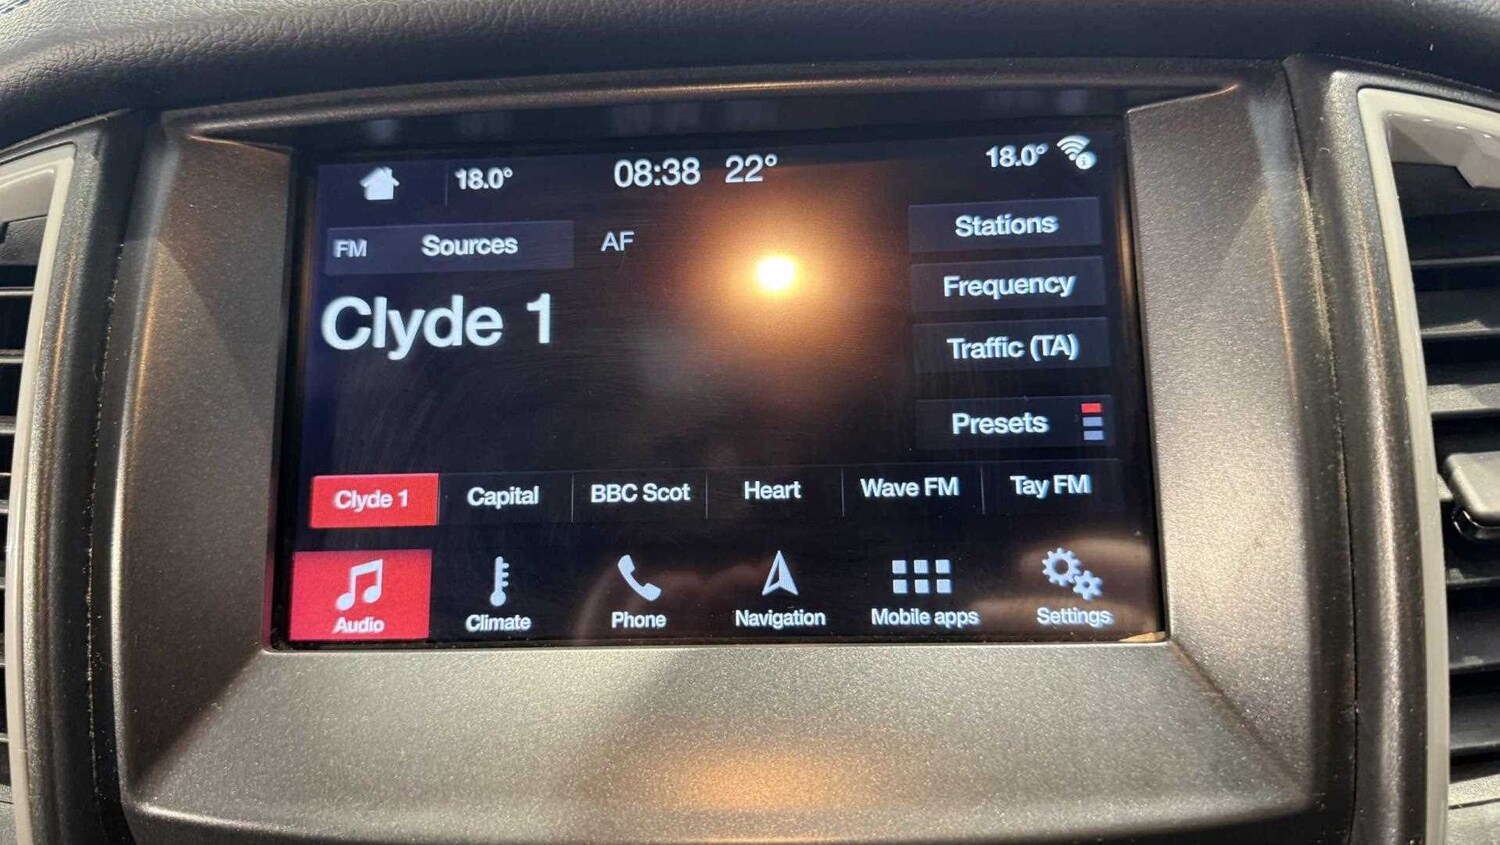 18.0° 08:38 22° 18.0°
FM Sources AF Stations
Frequency
Clyde 1
Traffic (TA)
Presets
Clyde 1 Capital BBC Scot Heart Wave FM Tay FM
Audio Climate Phone Navigation Mobile apps Settings